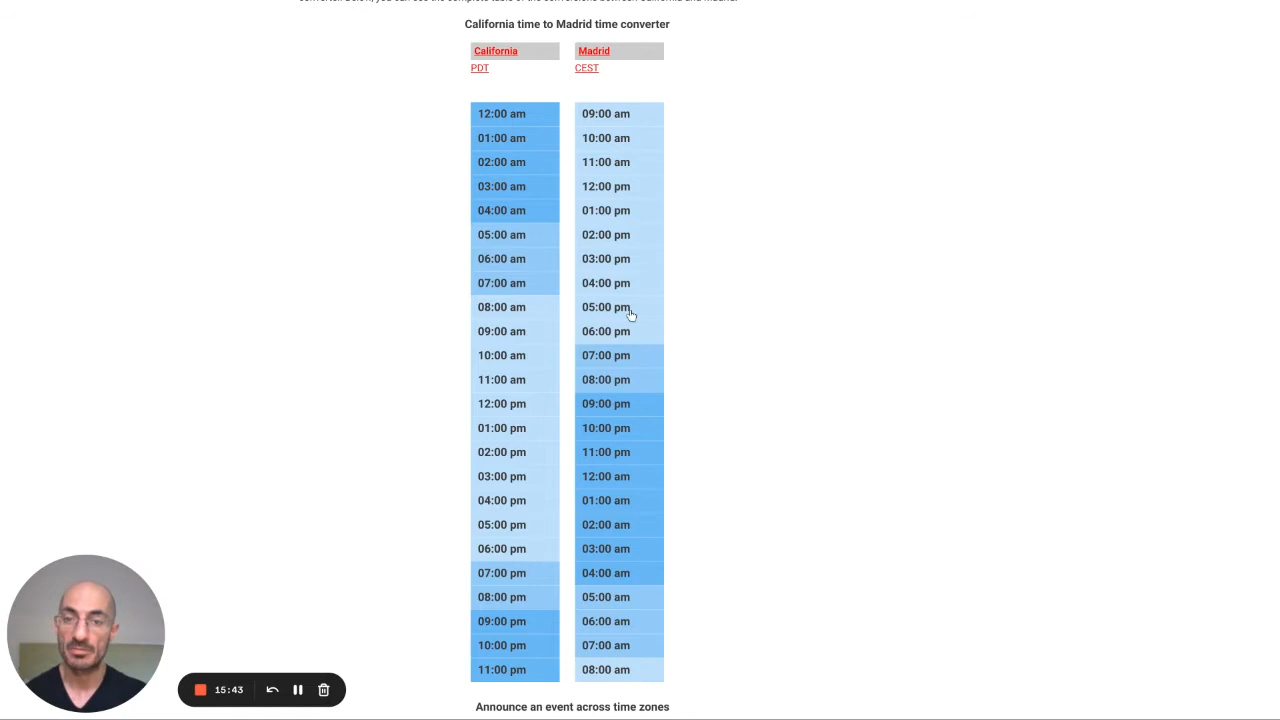 California time to Madrid time converter
California Madrid
PDT CEST
12:00 am 09:00 am
01:00 am 10:00 am
02:00 am 11:00 am
03:00 am 12:00 pm
04:00 am 01:00 pm
05:00 am 02:00 pm
06:00 am 03:00 pm
07:00 am 04:00 pm
08:00 am 05:00 pm
09:00 am 06:00 pm
10:00 am 07:00 pm
11:00 am 08:00 pm
12:00 pm 09:00 pm
01:00 pm 10:00 pm
02:00 pm 11:00 pm
03:00 pm 12:00 am
04:00 pm 01:00 am
05:00 pm 02:00 am
06:00 pm 03:00 am
07:00 pm 04:00 am
08:00 pm 05:00 am
09:00 pm 06:00 am
10:00 pm 07:00 am
11:00 pm 08:00 am
15:43
Announce an event across time zones